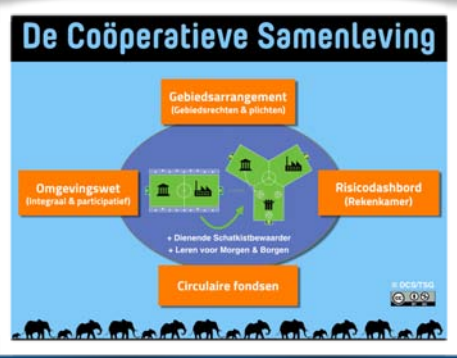 De Coöperatieve Samenleving
Gebiedsarrangement
(Gebiedsrechten & plichten)
Omgevingswet
(Integraal & participatief)
Risicodashbord
(Rekenkamer)
+ Dienende Schatkistbewaarder
+ Leren voor Morgen & Borgen
Circulaire fondsen
© DCS/TSG